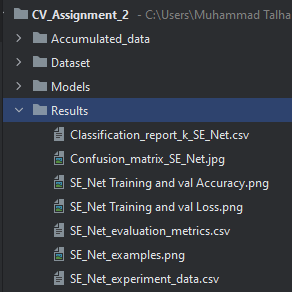 CV_Assignment_2 - C:\Users\Muhammad Talha
Accumulated_data
Dataset
Models
Results
Classification_report_k_SE_Net.csv
Confusion_matrix_SE_Net.jpg
SE_Net Training and val Accuracy.png
SE_Net Training and val Loss.png
SE_Net_evaluation_metrics.csv
SE_Net_examples.png
SE_Net_experiment_data.csv